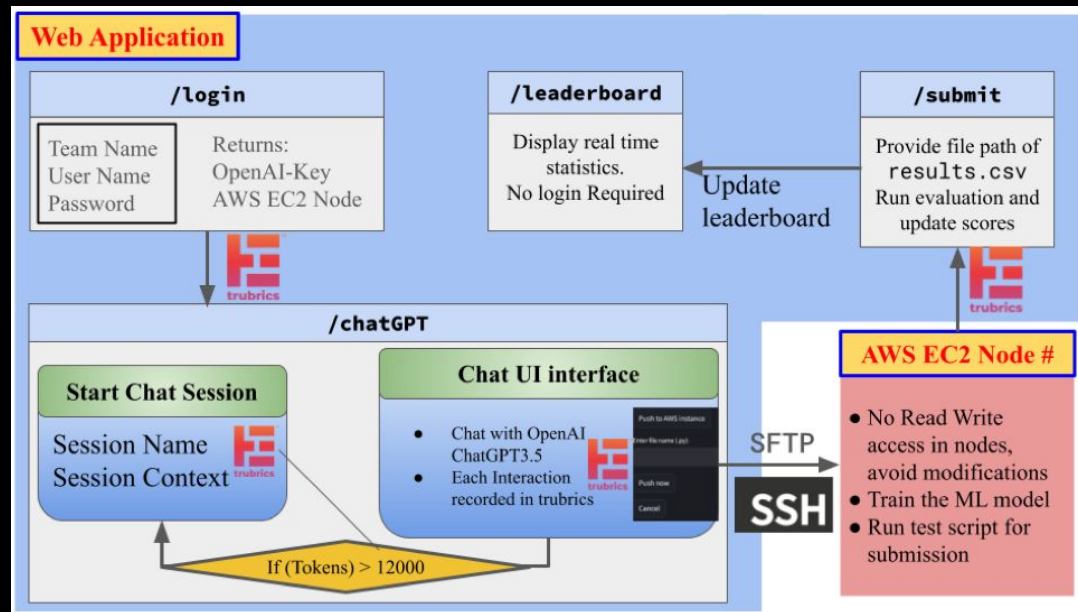 Web Application
/login
Team Name
User Name
Password
Returns:
OpenAI-Key
AWS EC2 Node
/leaderboard
Display real time
statistics.
No login Required
Update
leaderboard
/submit
Provide file path of
results.csv
Run evaluation and
update scores
trubrics
trubrics
/chatGPT
Start Chat Session
Session Name
Session Context
trubrics
Chat UI interface
● Chat with OpenAI
ChatGPT3.5
● Each Interaction
recorded in trubrics
trubrics
Push to AWS instance
Enter file name (.py):
Push now
Cancel
If (Tokens) > 12000
SFTP
SSH
AWS EC2 Node #
● No Read Write
access in nodes,
avoid modifications
● Train the ML model
● Run test script for
submission